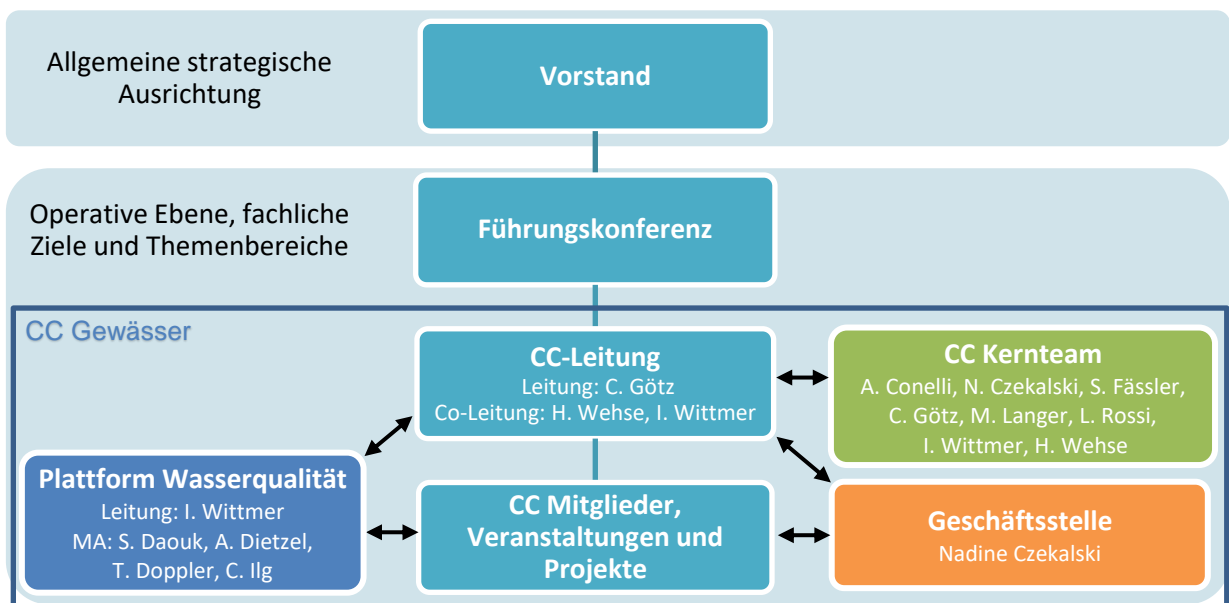 Allgemeine strategische
Ausrichtung
Vorstand
Operative Ebene, fachliche
Ziele und Themenbereiche
Führungskonferenz
CC Gewässer
CC-Leitung
Leitung: C. Götz
Co-Leitung: H. Wehse, I. Wittmer
CC Kernteam
A. Conelli, N. Czekalski, S. Fässler,
C. Götz, M. Langer, L. Rossi,
I. Wittmer, H. Wehse
Plattform Wasserqualität
Leitung: I. Wittmer
MA: S. Daouk, A. Dietzel,
T. Doppler, C. Ilg
CC Mitglieder,
Veranstaltungen und
Projekte
Geschäftsstelle
Nadine Czekalski